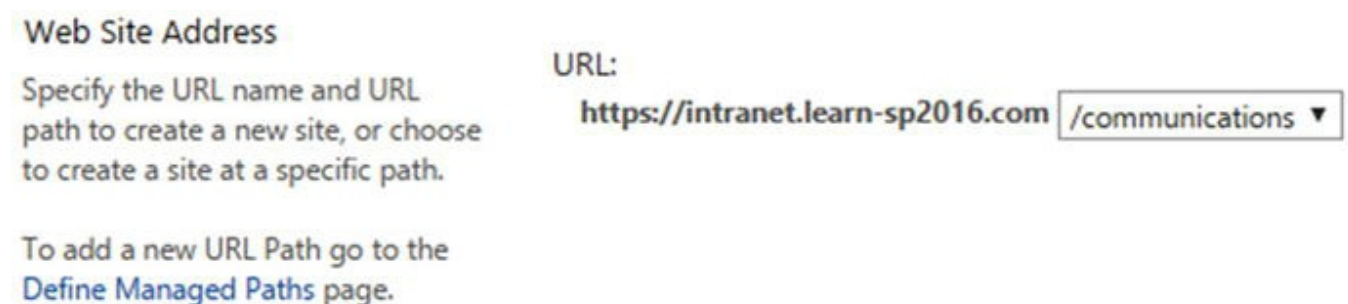 Web Site Address
Specify the URL name and URL
path to create a new site, or choose
to create a site at a specific path.
To add a new URL Path go to the
Define Managed Paths page.
URL:
https://intranet.learn-sp2016.com /communications